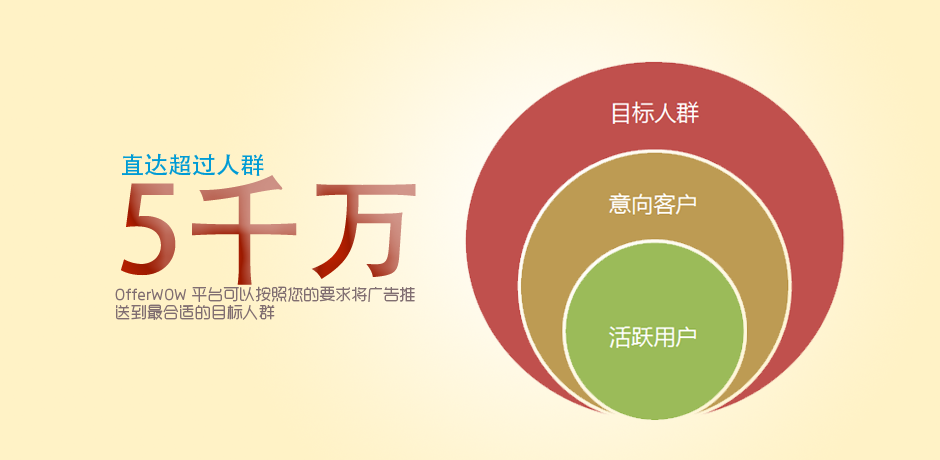 直达超过人群
5千万
OfferWOW 平台可以按照您的要求将广告推
送到最合适的目标人群
目标人群
意向客户
活跃用户